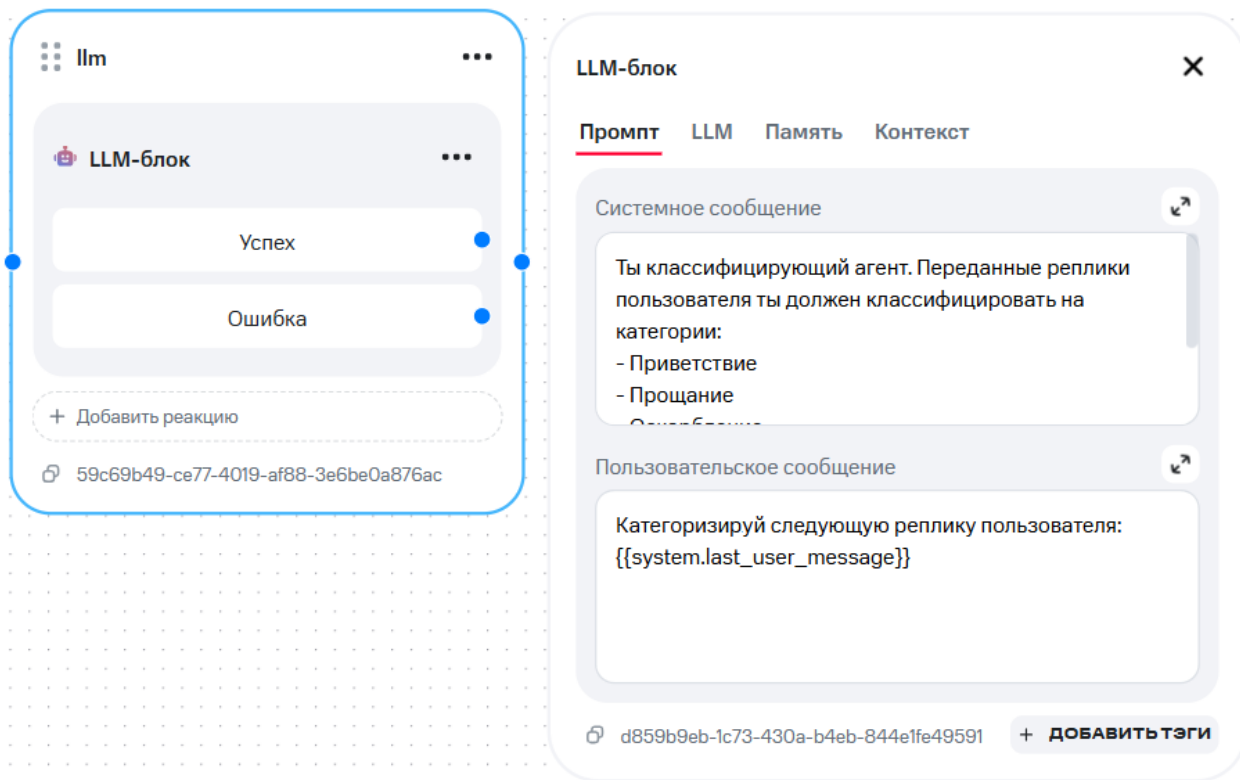 llm
LLM-блок
Успех
Ошибка
+ Добавить реакцию
59c69b49-ce77-4019-af88-3e6be0a876ac
LLM-блок
Промпт LLM Память Контекст
Системное сообщение
Ты классифицирующий агент. Переданные реплики
пользователя ты должен классифицировать на
категории:
- Приветствие
- Прощание
Пользовательское сообщение
Категоризируй следующую реплику пользователя:
{{system.last_user_message}}
d859b9eb-1c73-430a-b4eb-844e1fe49591
+ ДОБАВИТЬ ТЭГИ